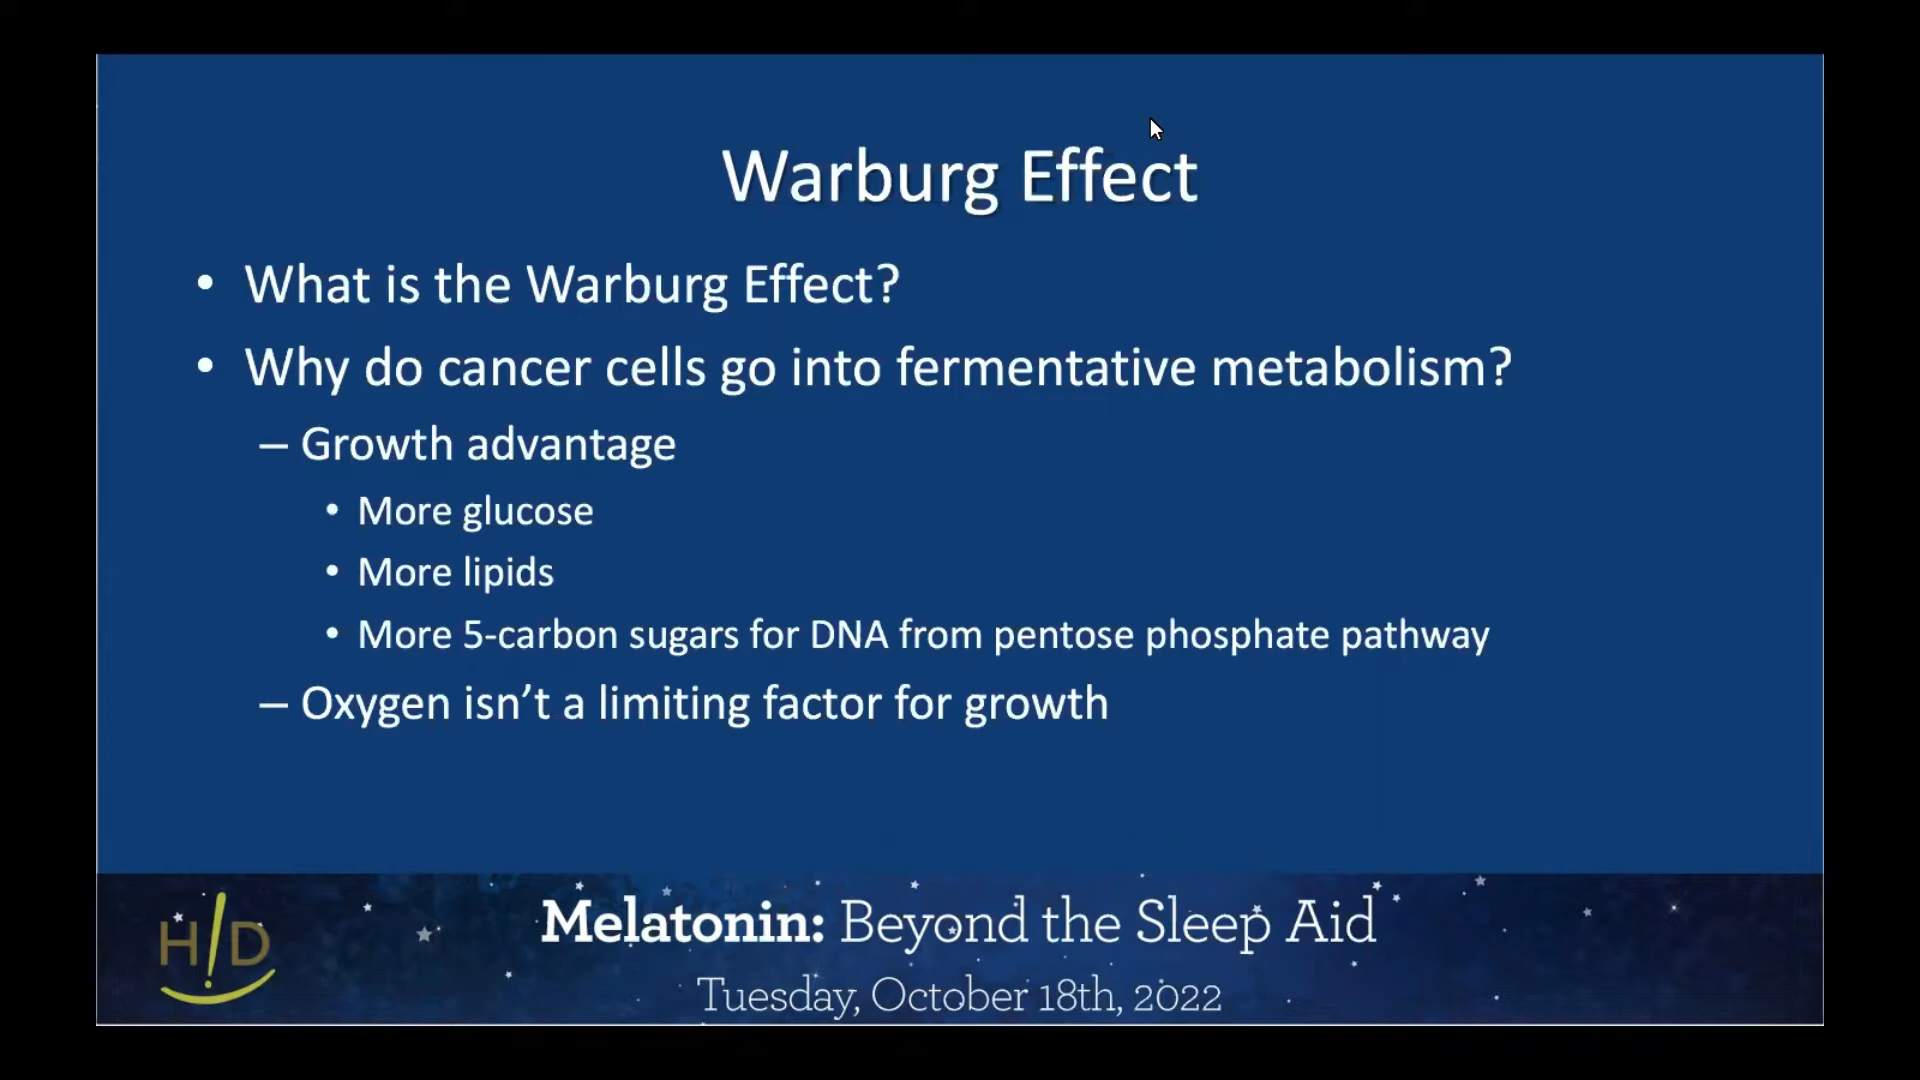 Warburg Effect
• What is the Warburg Effect?
• Why do cancer cells go into fermentative metabolism?
– Growth advantage
• More glucose
• More lipids
• More 5-carbon sugars for DNA from pentose phosphate pathway
– Oxygen isn’t a limiting factor for growth
H!D
Melatonin: Beyond the Sleep Aid
Tuesday, October 18th, 2022